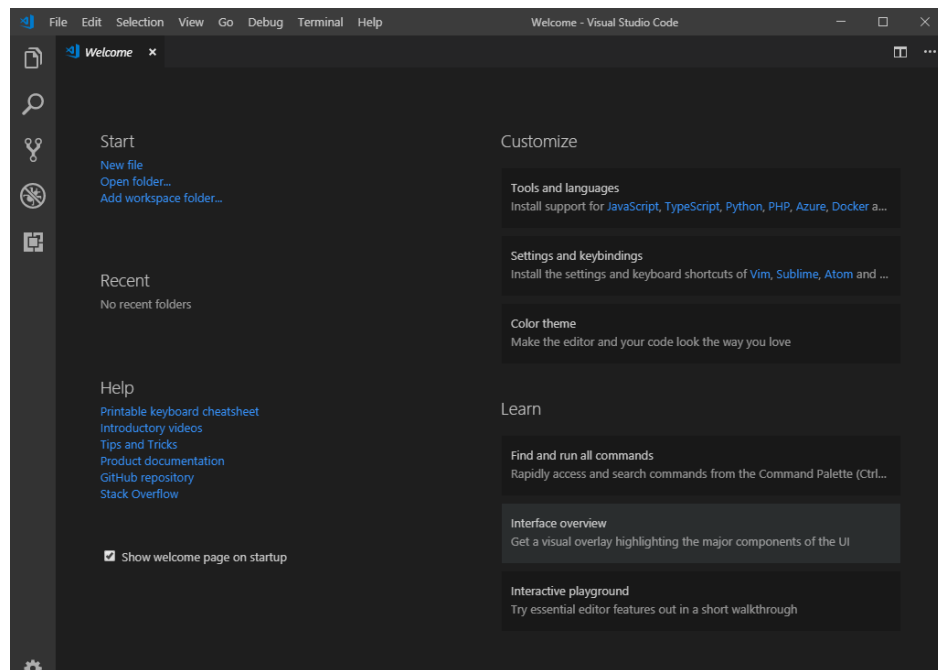 File Edit Selection View Go Debug Terminal Help Welcome - Visual Studio Code
Welcome
Start
New file
Open folder...
Add workspace folder...
Recent
No recent folders
Help
Printable keyboard cheatsheet
Introductory videos
Tips and Tricks
Product documentation
GitHub repository
Stack Overflow
Show welcome page on startup
Customize
Tools and languages
Install support for JavaScript, TypeScript, Python, PHP, Azure, Docker a...
Settings and keybindings
Install the settings and keyboard shortcuts of Vim, Sublime, Atom and ...
Color theme
Make the editor and your code look the way you love
Learn
Find and run all commands
Rapidly access and search commands from the Command Palette (Ctrl...
Interface overview
Get a visual overlay highlighting the major components of the UI
Interactive playground
Try essential editor features out in a short walkthrough